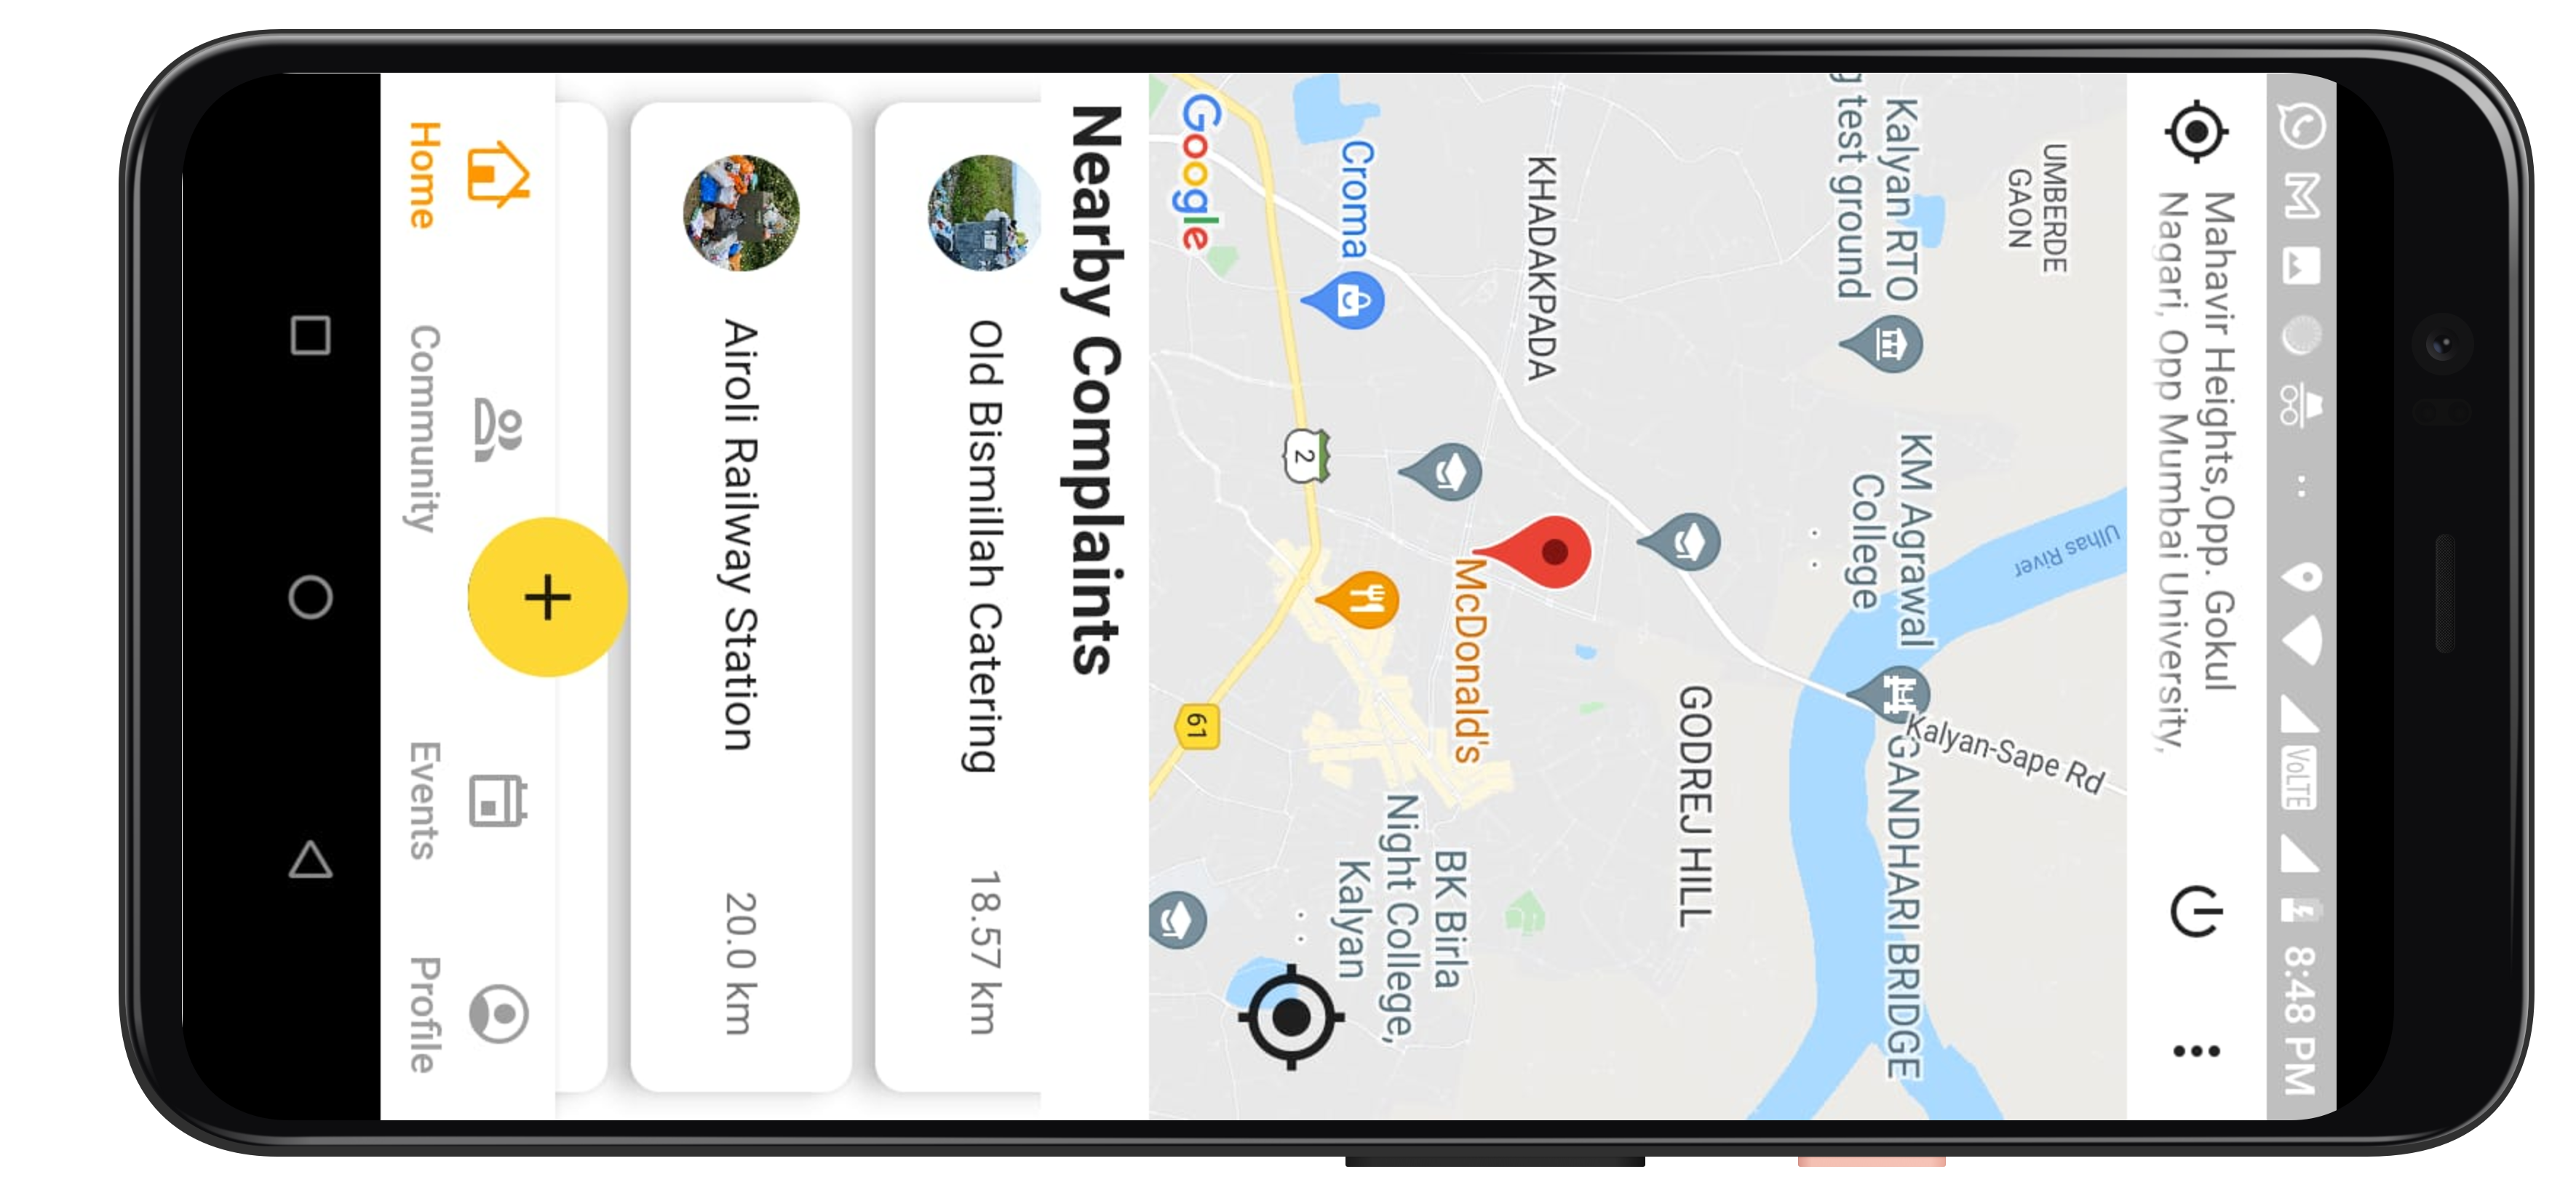 VoLTE 8:48 PM
Mahavir Heights,Opp. Gokul
Nagari, Opp Mumbai University,
Ulhas River
UMBERDE
GAON
Kalyan-Sape Rd
Kalyan RTO
g test ground
KM Agrawal
College
GANDHARI BRIDGE
GODREJ HILL
KHADAKPADA
McDonald's
BK Birla
Night College,
Kalyan
Croma
2
61
Google
Nearby Complaints
Old Bismillah Catering 18.57 km
Airoli Railway Station 20.0 km
+
Home Community Events Profile